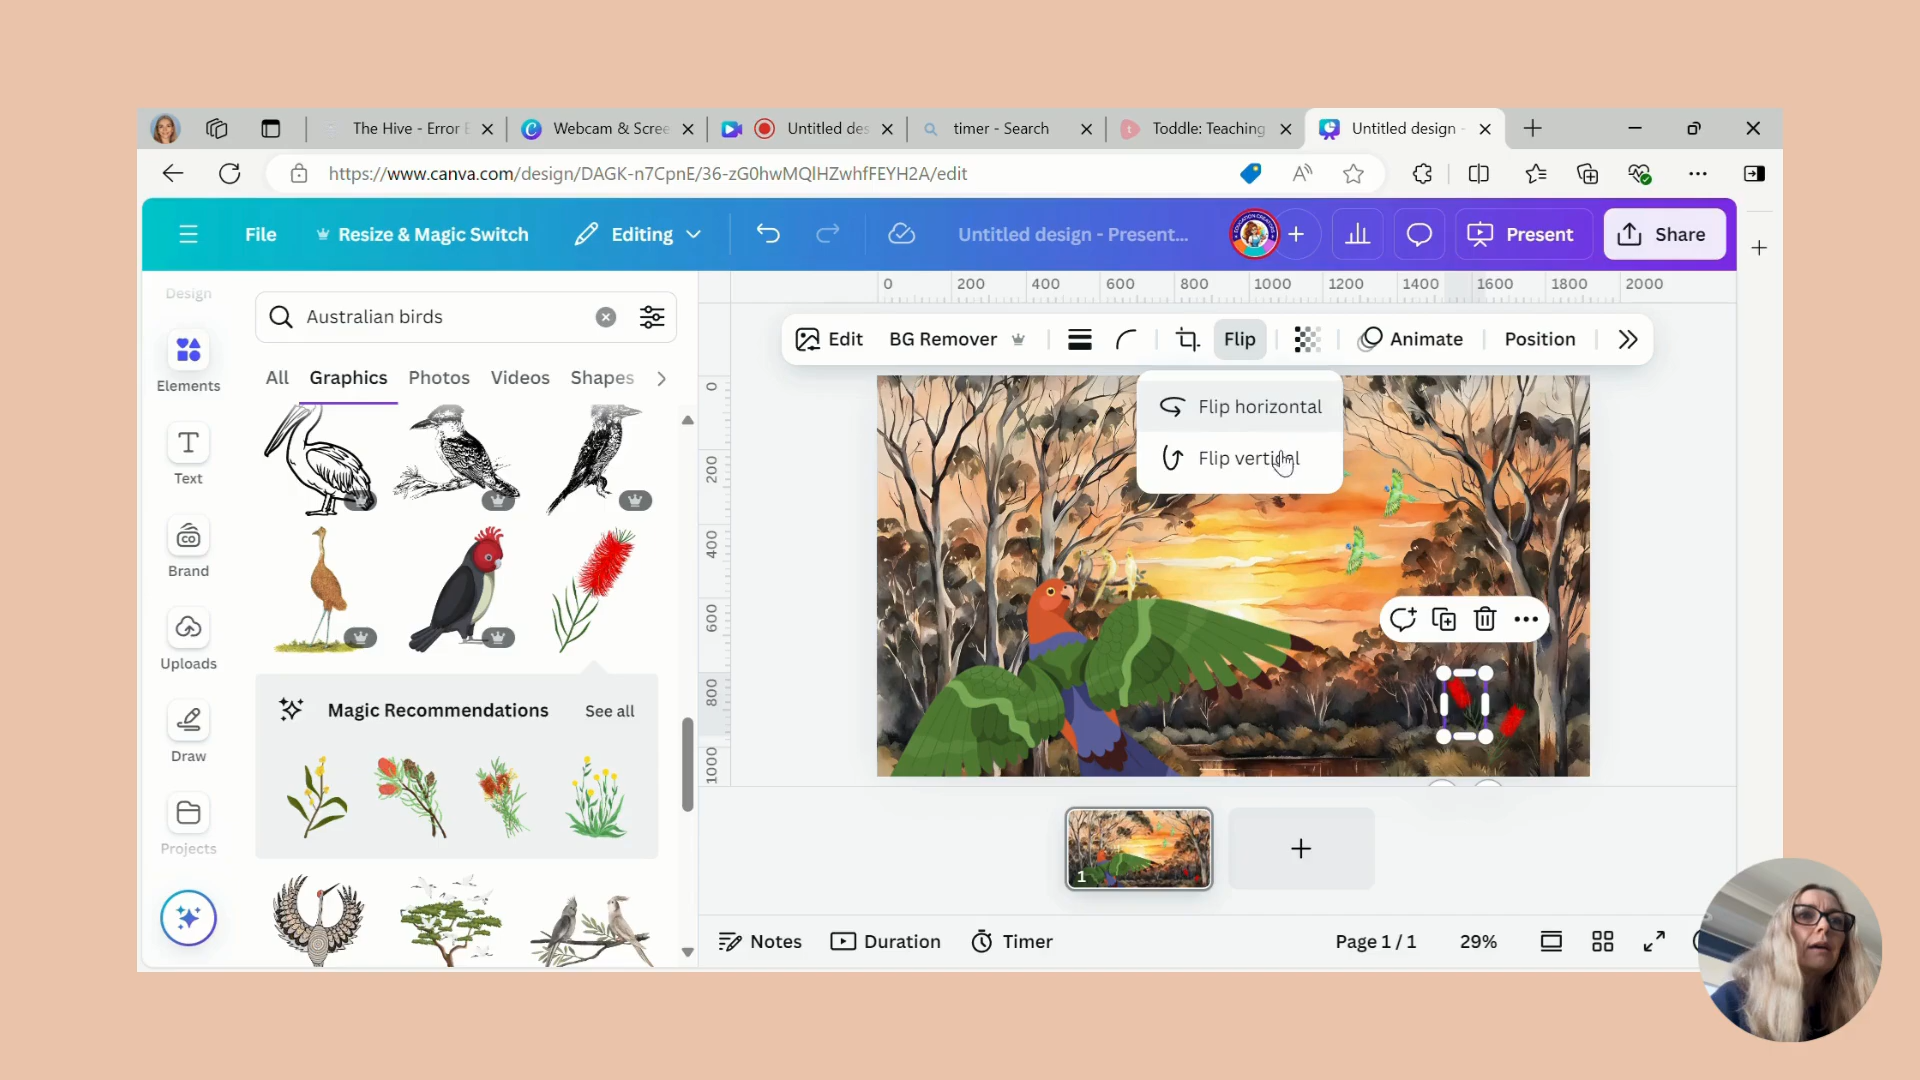 The Hive - Error
Webcam & Scree
Untitled des
timer - Search
Toddle: Teaching
Untitled design -
https://www.canva.com/design/DAGK-n7CpnE/36-zG0hwMQlHZwhfFEYH2A/edit
File
Resize & Magic Switch
Editing
Untitled design - Present...
Present
Share
Design
Elements
Text
Brand
Uploads
Draw
Projects
Australian birds
All Graphics Photos Videos Shapes
Magic Recommendations See all
0 200 400 600 800 1000 1200 1400 1600 1800 2000
Edit BG Remover Flip Animate Position
Flip horizontal
Flip vertical
0
200
400
600
800
1000
1
Notes Duration Timer
Page 1 / 1 29%